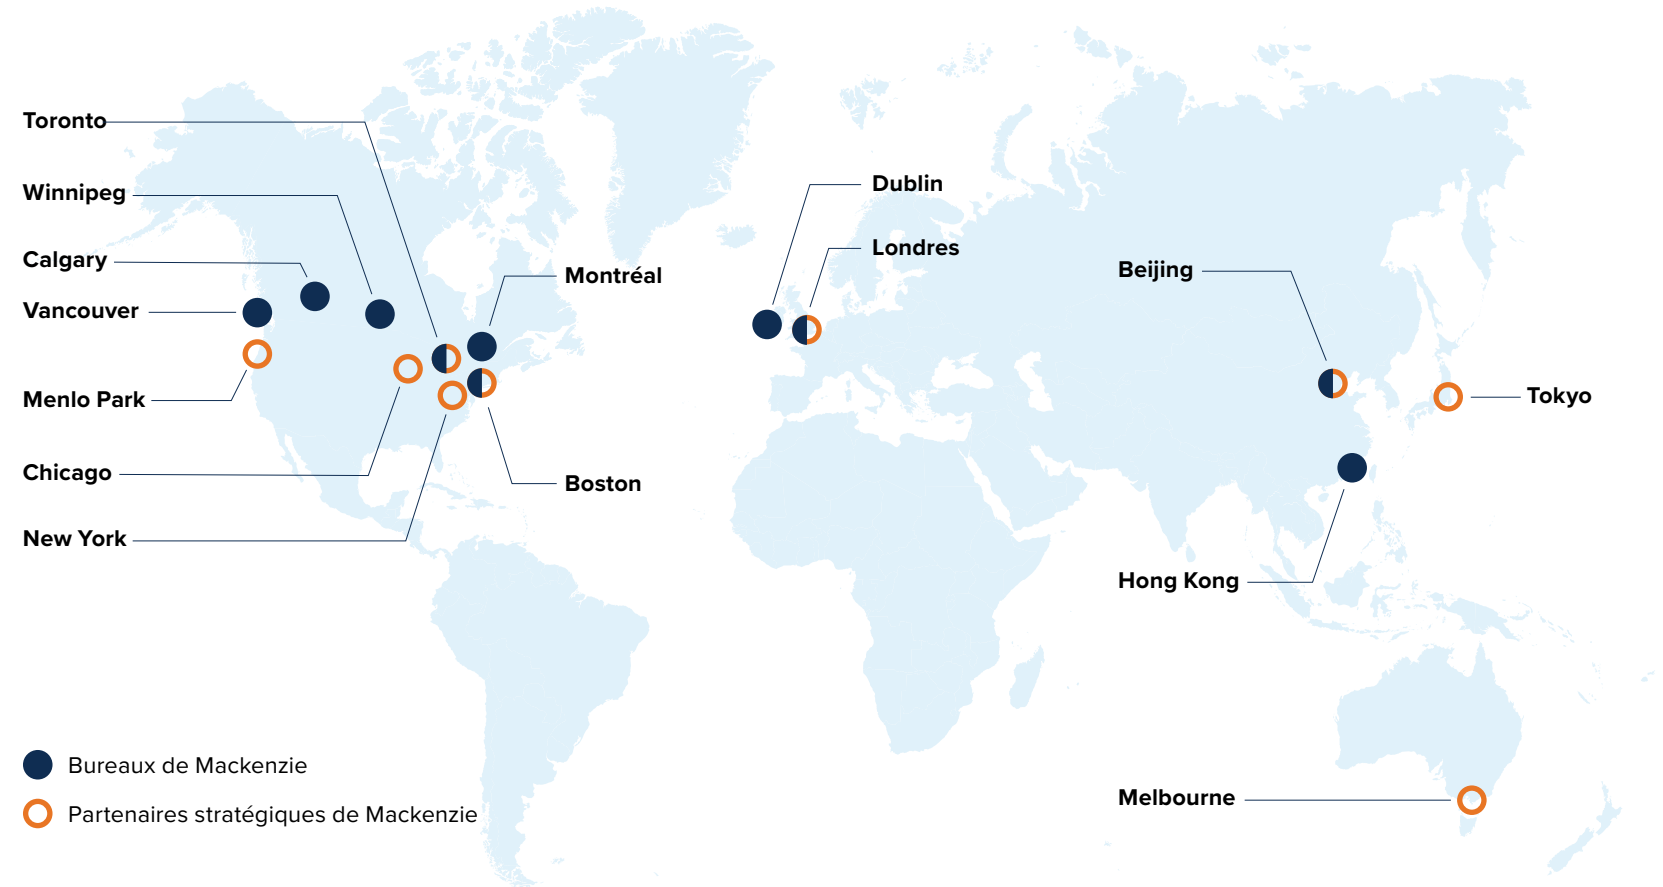 Toronto
Winnipeg
Calgary
Vancouver
Menlo Park
Chicago
New York
Montréal
Boston
Dublin
Londres
Beijing
Tokyo
Hong Kong
Melbourne
Bureaux de Mackenzie
Partenaires stratégiques de Mackenzie